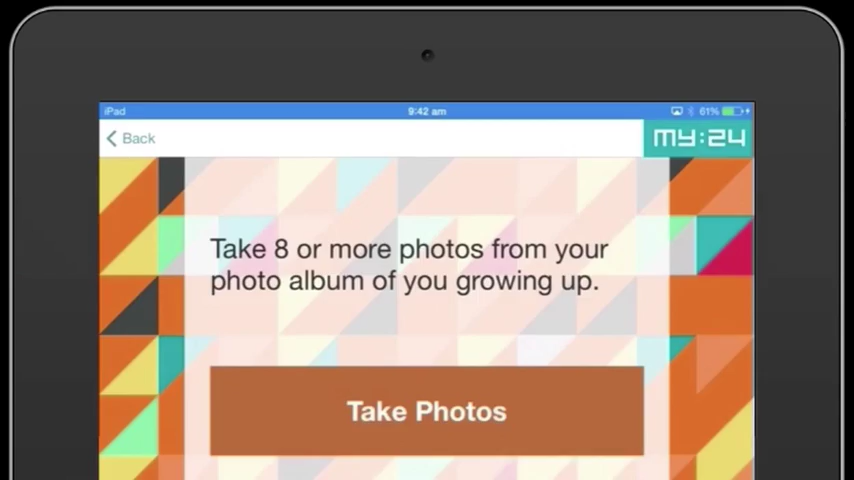 iPad 9:42 am 61%
Back MY:24
Take 8 or more photos from your
photo album of you growing up.
Take Photos